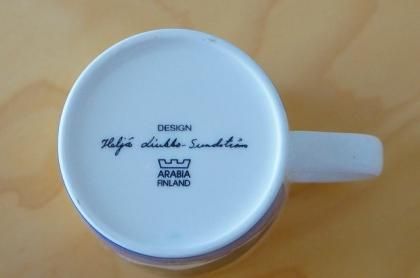 DESIGN
Heljä Liukko-Sundström
ARABIA
FINLAND